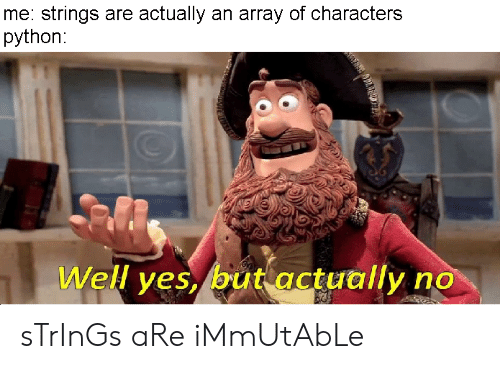 me: strings are actually an array of characters
python:
Well yes, but actually no
sTrInGs aRe iMmUtAbLe